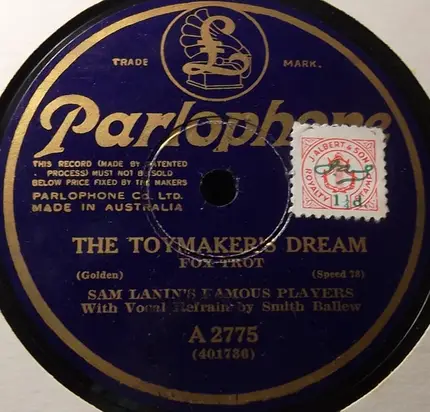 TRADE MARK.
£
Parlophone
THIS RECORD (MADE BY PATENTED
PROCESS) MUST NOT BE SOLD
BELOW PRICE FIXED BY THE MAKERS
PARLOPHONE Co. LTD.
MADE IN AUSTRALIA
J. ALBERT & SON
ROYALTY
1½d
THE TOYMAKER'S DREAM
FOX-TROT
(Golden) (Speed 78)
SAM LANIN'S FAMOUS PLAYERS
With Vocal Refrain by Smith Ballew
A 2775
(401736)